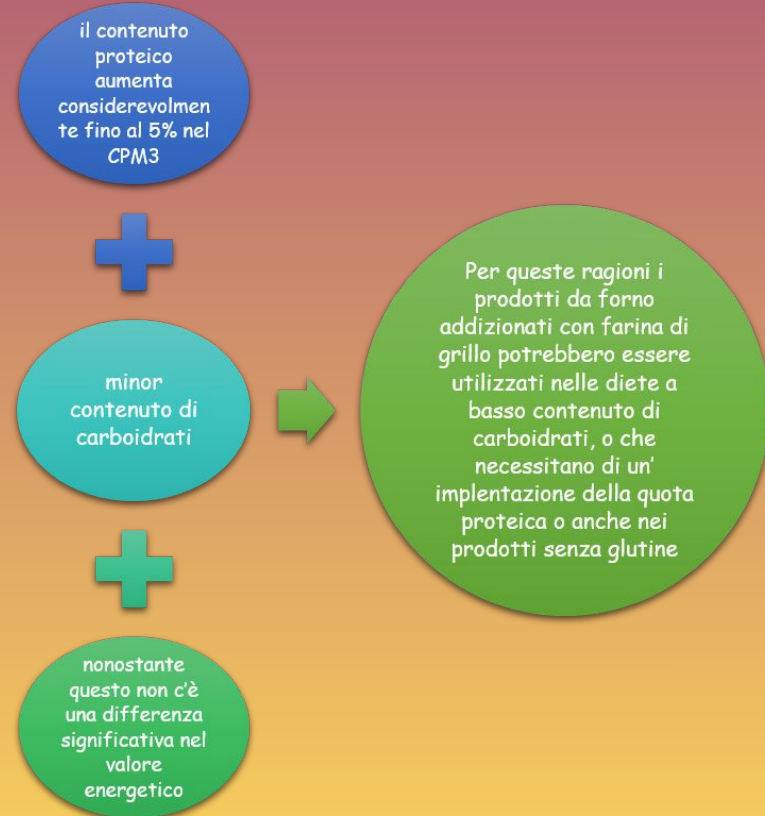 il contenuto
proteico
aumenta
considerevolmen
te fino al 5% nel
CPM3
minor
contenuto di
carboidrati
nonostante
questo non c'è
una differenza
significativa nel
valore
energetico
Per queste ragioni i
prodotti da forno
addizionati con farina di
grillo potrebbero essere
utilizzati nelle diete a
basso contenuto di
carboidrati, o che
necessitano di un'
implentazione della quota
proteica o anche nei
prodotti senza glutine